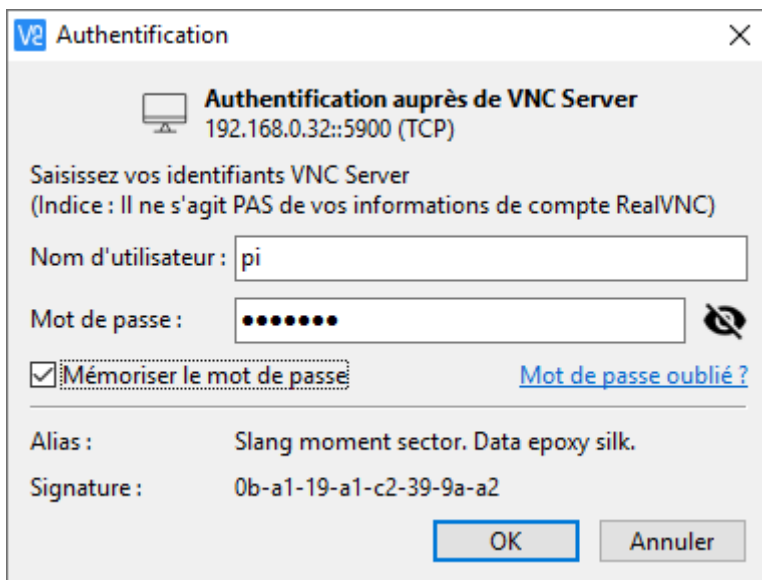 V2 Authentification
Authentification auprès de VNC Server
192.168.0.32::5900 (TCP)
Saisissez vos identifiants VNC Server
(Indice : Il ne s'agit PAS de vos informations de compte RealVNC)
Nom d'utilisateur : pi
Mot de passe : •••••••
Mémoriser le mot de passe Mot de passe oublié ?
Alias : Slang moment sector. Data epoxy silk.
Signature : 0b-a1-19-a1-c2-39-9a-a2
OK Annuler